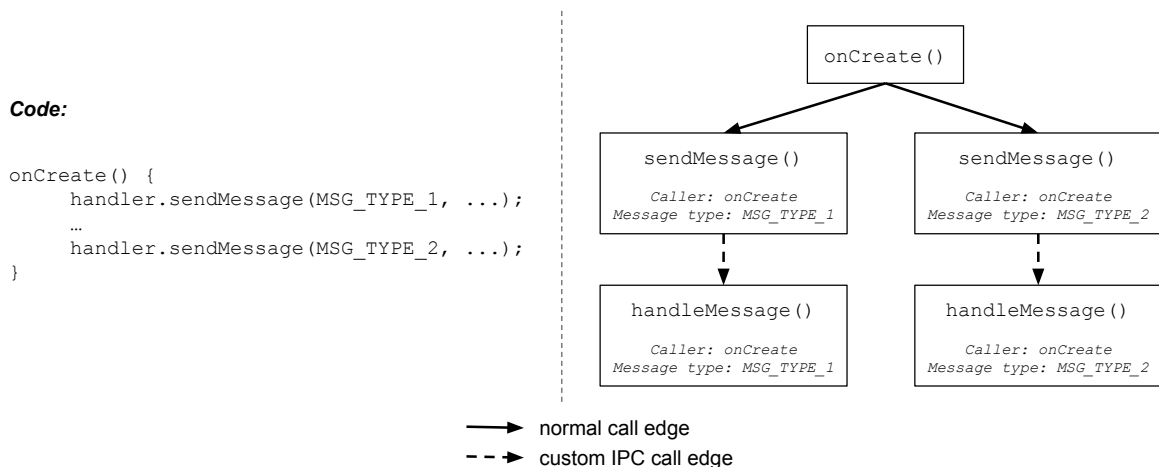 Code:
onCreate() {
handler.sendMessage(MSG_TYPE_1, ...);
…
handler.sendMessage(MSG_TYPE_2, ...);
}
onCreate()
sendMessage()
Caller: onCreate
Message type: MSG_TYPE_1
sendMessage()
Caller: onCreate
Message type: MSG_TYPE_2
handleMessage()
Caller: onCreate
Message type: MSG_TYPE_1
handleMessage()
Caller: onCreate
Message type: MSG_TYPE_2
normal call edge
custom IPC call edge